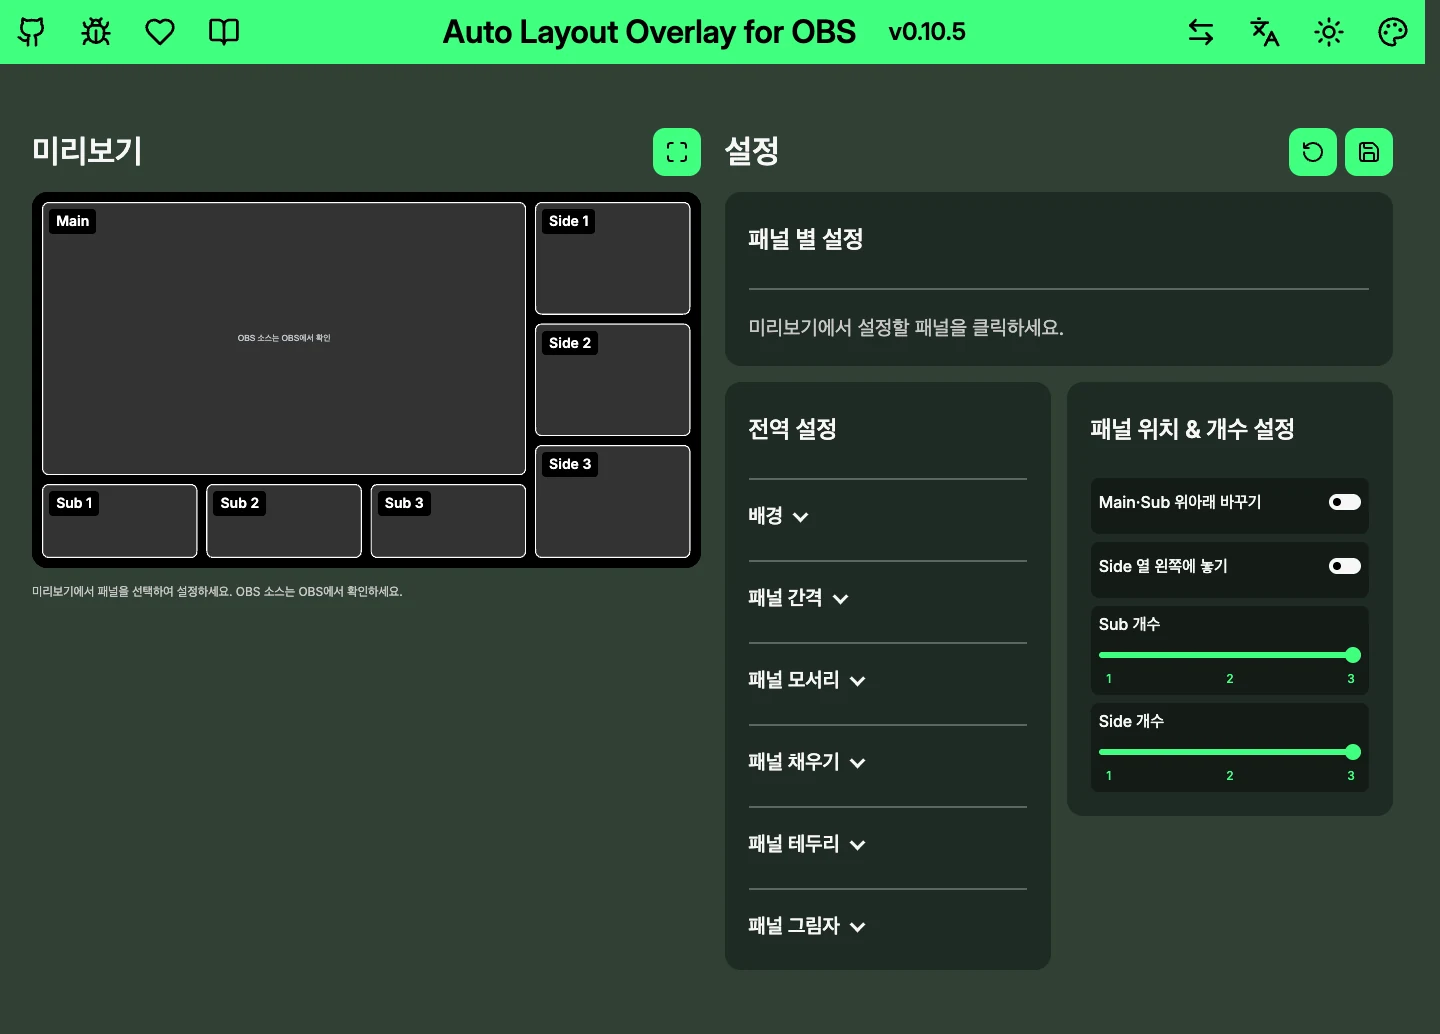 Auto Layout Overlay for OBS v0.10.5
미리보기
Main
OBS 소스는 OBS에서 확인
Side 1
Side 2
Side 3
Sub 1
Sub 2
Sub 3
미리보기에서 패널을 선택하여 설정하세요. OBS 소스는 OBS에서 확인하세요.
설정
패널 별 설정
미리보기에서 설정할 패널을 클릭하세요.
전역 설정
배경
패널 간격
패널 모서리
패널 채우기
패널 테두리
패널 그림자
패널 위치 & 개수 설정
Main·Sub 위아래 바꾸기
Side 열 왼쪽에 놓기
Sub 개수
1 2 3
Side 개수
1 2 3